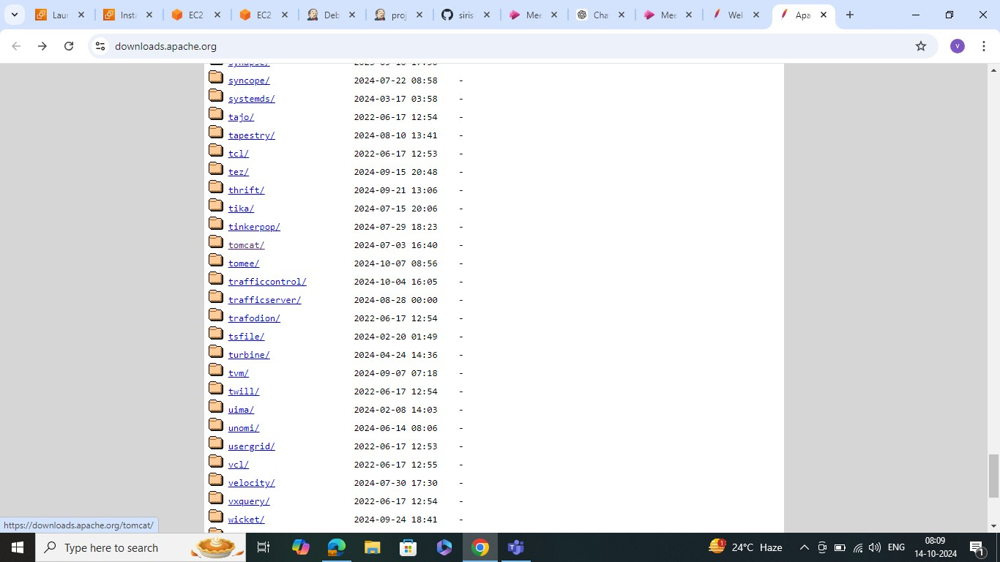 Laun
Insta
EC2
EC2
Deb
proj
siris
Mee
Cha
Mee
Wel
Apa
downloads.apache.org
V
syncope/ 2024-07-22 08:58 -
systemds/ 2024-03-17 03:58 -
tajo/ 2022-06-17 12:54 -
tapestry/ 2024-08-10 13:41 -
tcl/ 2022-06-17 12:53 -
tez/ 2024-09-15 20:48 -
thrift/ 2024-09-21 13:06 -
tika/ 2024-07-15 20:06 -
tinkerpop/ 2024-07-29 18:23 -
tomcat/ 2024-07-03 16:40 -
tomee/ 2024-10-07 08:56 -
trafficcontrol/ 2024-10-04 16:05 -
trafficserver/ 2024-08-28 00:00 -
trafodion/ 2022-06-17 12:54 -
tsfile/ 2024-02-20 01:49 -
turbine/ 2024-04-24 14:36 -
tvm/ 2024-09-07 07:18 -
twill/ 2022-06-17 12:54 -
uima/ 2024-02-08 14:03 -
unomi/ 2024-06-14 08:06 -
usergrid/ 2022-06-17 12:53 -
vcl/ 2022-06-17 12:55 -
velocity/ 2024-07-30 17:30 -
vxquery/ 2022-06-17 12:54 -
wicket/ 2024-09-24 18:41 -
https://downloads.apache.org/tomcat/
Type here to search
1
24°C Haze
ENG
08:09
14-10-2024
1